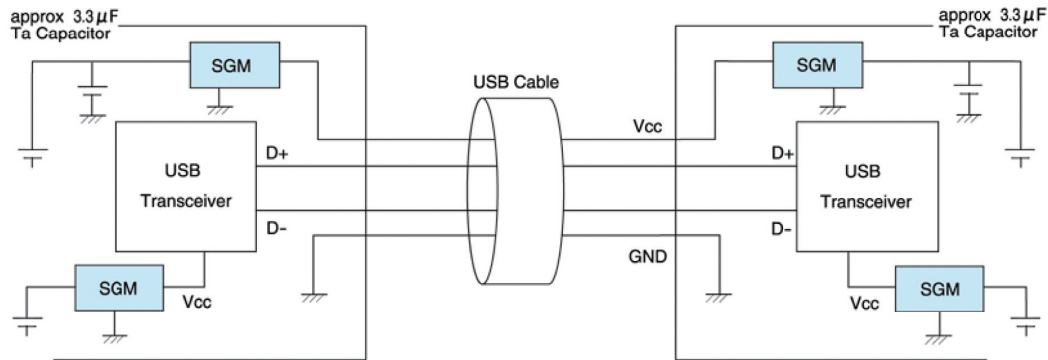 approx 3.3μF
Ta Capacitor
SGM
USB Cable
Vcc
SGM
approx 3.3μF
Ta Capacitor
USB
Transceiver
D+
D-
D+
D-
USB
Transceiver
GND
SGM
Vcc
Vcc
SGM